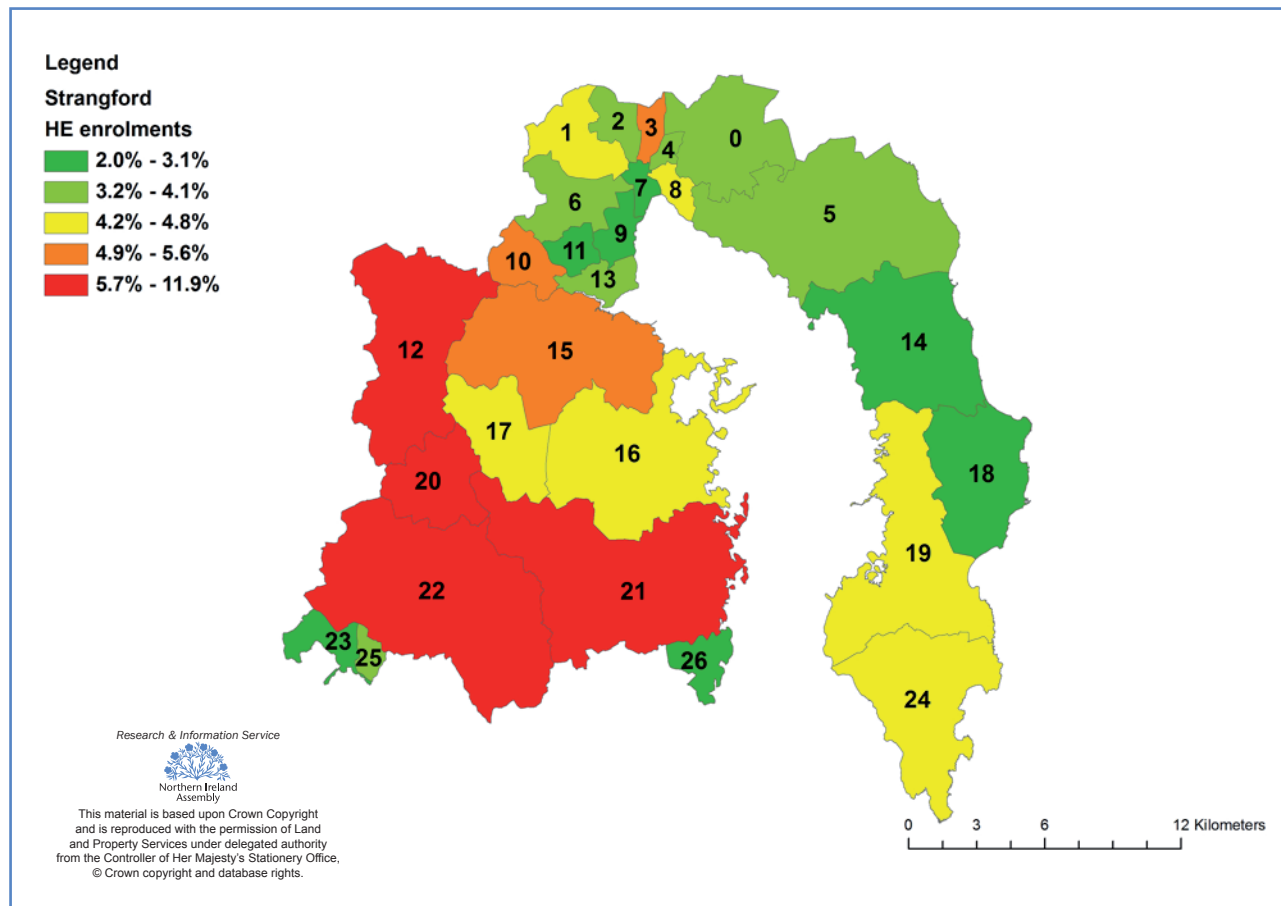 Legend
Strangford
HE enrolments
2.0% - 3.1%
3.2% - 4.1%
4.2% - 4.8%
4.9% - 5.6%
5.7% - 11.9%
0
1
2
3
4
5
6
7
8
9
10
11
12
13
14
15
16
17
18
19
20
21
22
23
24
25
26
Research & Information Service
Northern Ireland
Assembly
This material is based upon Crown Copyright
and is reproduced with the permission of Land
and Property Services under delegated authority
from the Controller of Her Majesty's Stationery Office,
© Crown copyright and database rights.
0 3 6 12 Kilometers